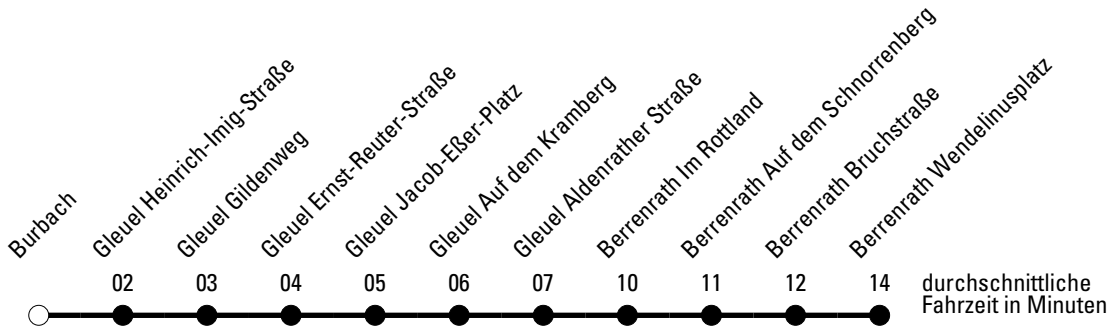 Burbach
Gleuel Heinrich-Imig-Straße
Gleuel Gildenweg
Gleuel Ernst-Reuter-Straße
Gleuel Jacob-Eßer-Platz
Gleuel Auf dem Kramberg
Gleuel Aldenrather Straße
Berrenrath Im Rottland
Berrenrath Auf dem Schnorrenberg
Berrenrath Bruchstraße
Berrenrath Wendelinusplatz
02 03 04 05 06 07 10 11 12 14
durchschnittliche
Fahrzeit in Minuten